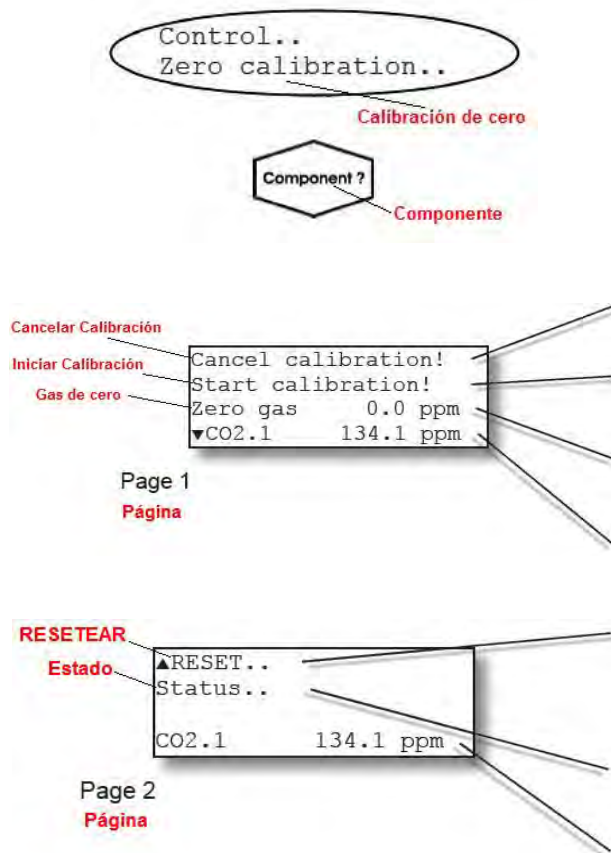 Control..
Zero calibration..
Calibración de cero
Component ?
Componente
Cancelar Calibración
Cancel calibration!
Iniciar Calibración
Start calibration!
Gas de cero
Zero gas 0.0 ppm
▼CO2.1 134.1 ppm
Page 1
Página
RESETEAR
▲RESET..
Estado
Status..
CO2.1 134.1 ppm
Page 2
Página